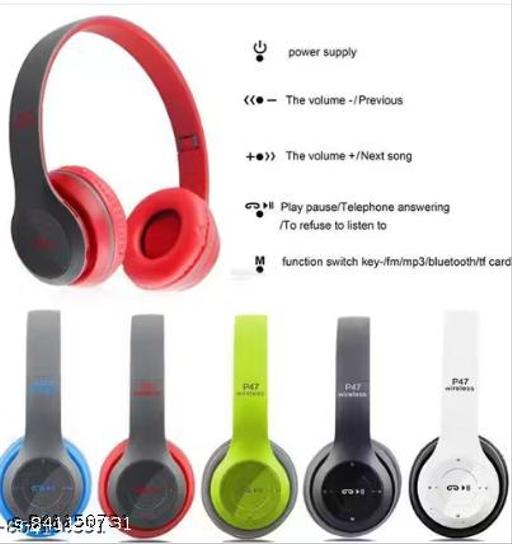 power supply
The volume -/Previous
The volume +/Next song
Play pause/Telephone answering
/To refuse to listen to
M
function switch key-/fm/mp3/bluetooth/tf card
P47
wireless
P47
wireless
P47
wireless